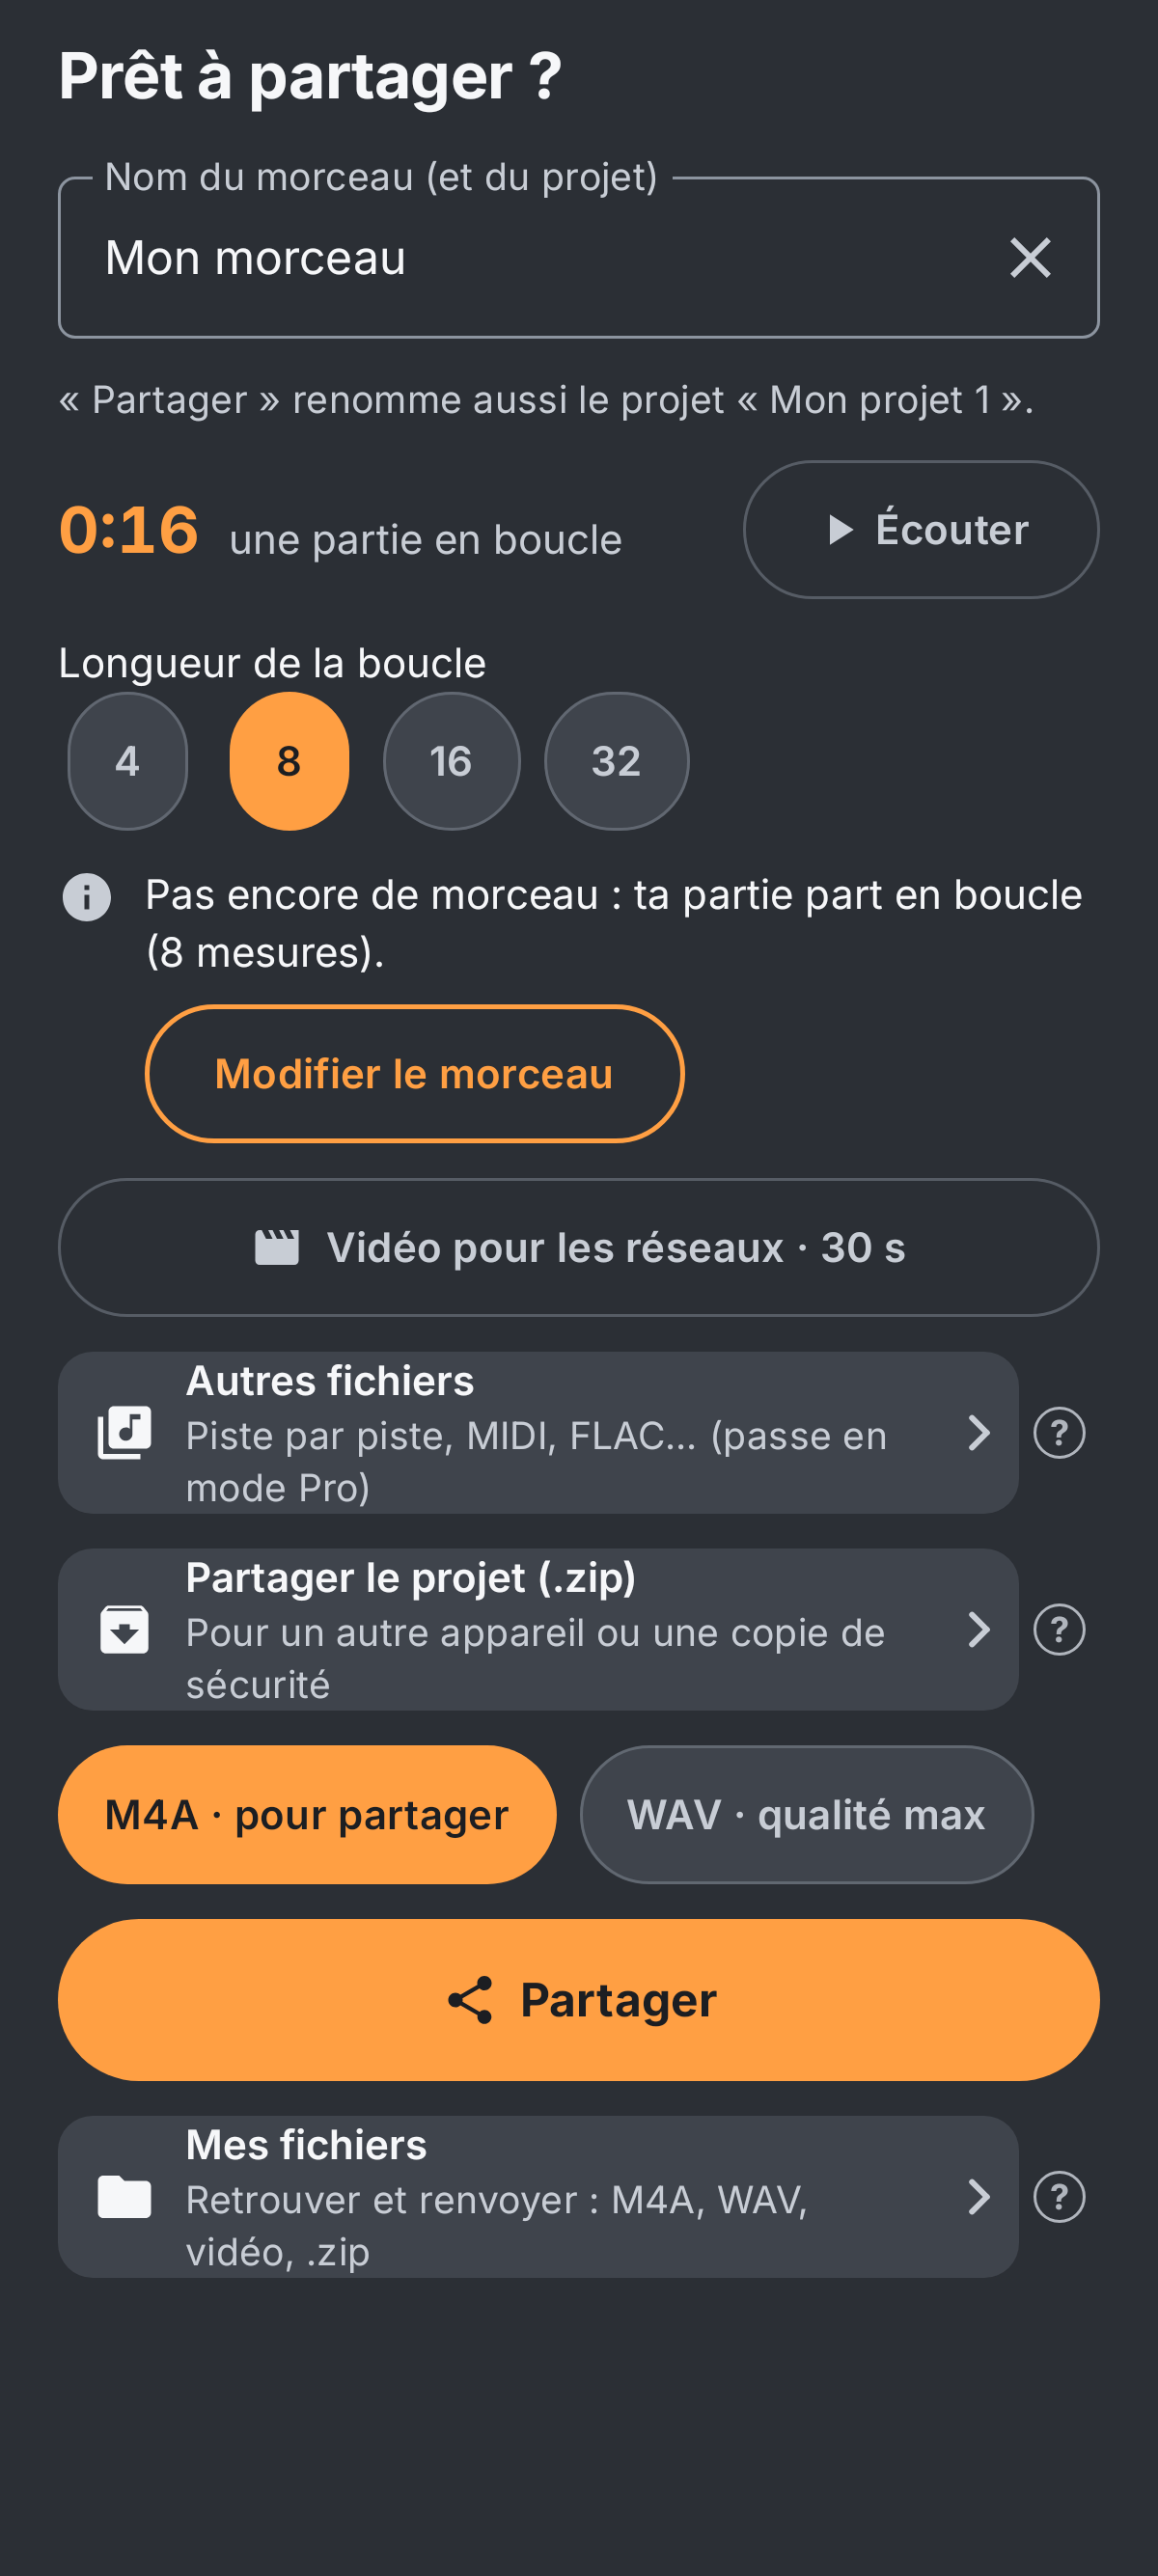 Prêt à partager ?
Nom du morceau (et du projet)
Mon morceau
« Partager » renomme aussi le projet « Mon projet 1 ».
0:16 une partie en boucle
Écouter
Longueur de la boucle
4 8 16 32
Pas encore de morceau : ta partie part en boucle
(8 mesures).
Modifier le morceau
Vidéo pour les réseaux · 30 s
Autres fichiers
Piste par piste, MIDI, FLAC… (passe en
mode Pro)
?
Partager le projet (.zip)
Pour un autre appareil ou une copie de
sécurité
?
M4A · pour partager
WAV · qualité max
Partager
Mes fichiers
Retrouver et renvoyer : M4A, WAV,
vidéo, .zip
?